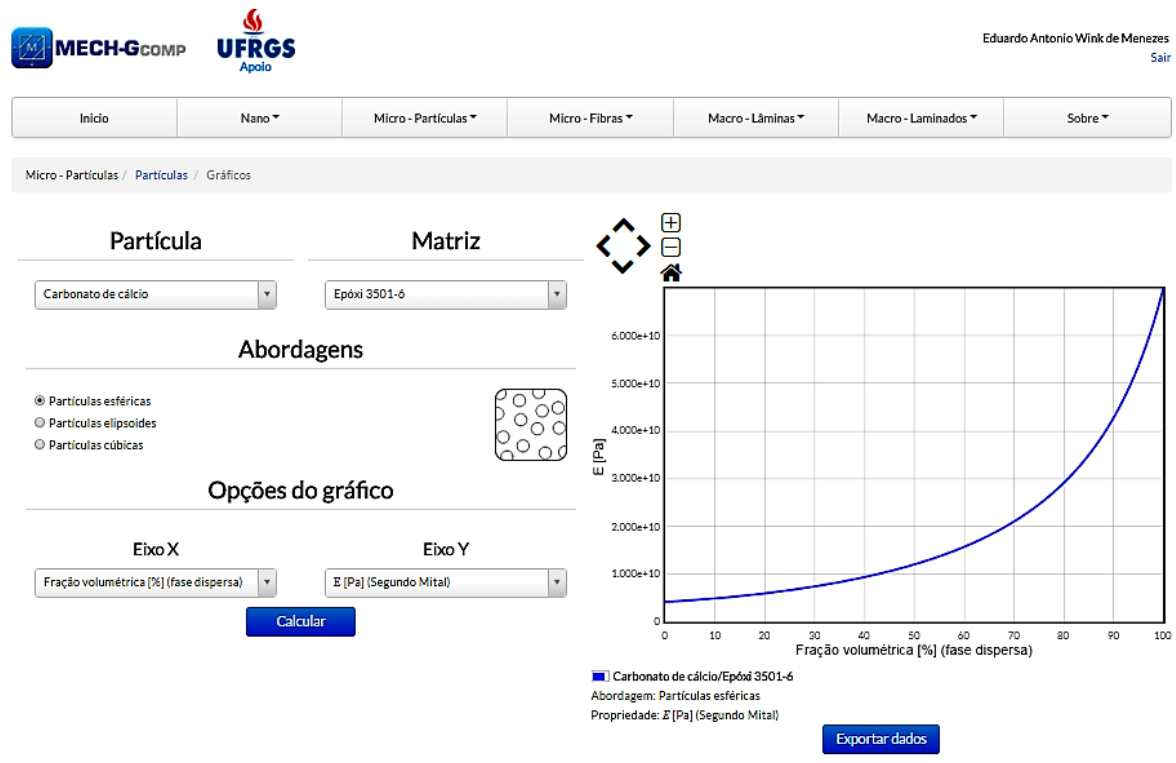 M MECH-GCOMP
UFRGS
Apoio
Eduardo Antonio Wink de Menezes
Sair
Inicio Nano Micro - Partículas Micro - Fibras Macro - Lâminas Macro - Laminados Sobre
Micro - Partículas / Partículas / Gráficos
Partícula
Matriz
Carbonato de cálcio
Epóxi 3501-6
Abordagens
Partículas esféricas
Partículas elipsoides
Partículas cúbicas
Opções do gráfico
Eixo X
Eixo Y
Fração volumétrica [%] (fase dispersa)
E [Pa] (Segundo Mital)
Calcular
6.000e+10
5.000e+10
4.000e+10
3.000e+10
2.000e+10
1.000e+10
0
E [Pa]
0 10 20 30 40 50 60 70 80 90 100
Fração volumétrica [%] (fase dispersa)
Carbonato de cálcio/Epóxi 3501-6
Abordagem: Partículas esféricas
Propriedade: E [Pa] (Segundo Mital)
Exportar dados